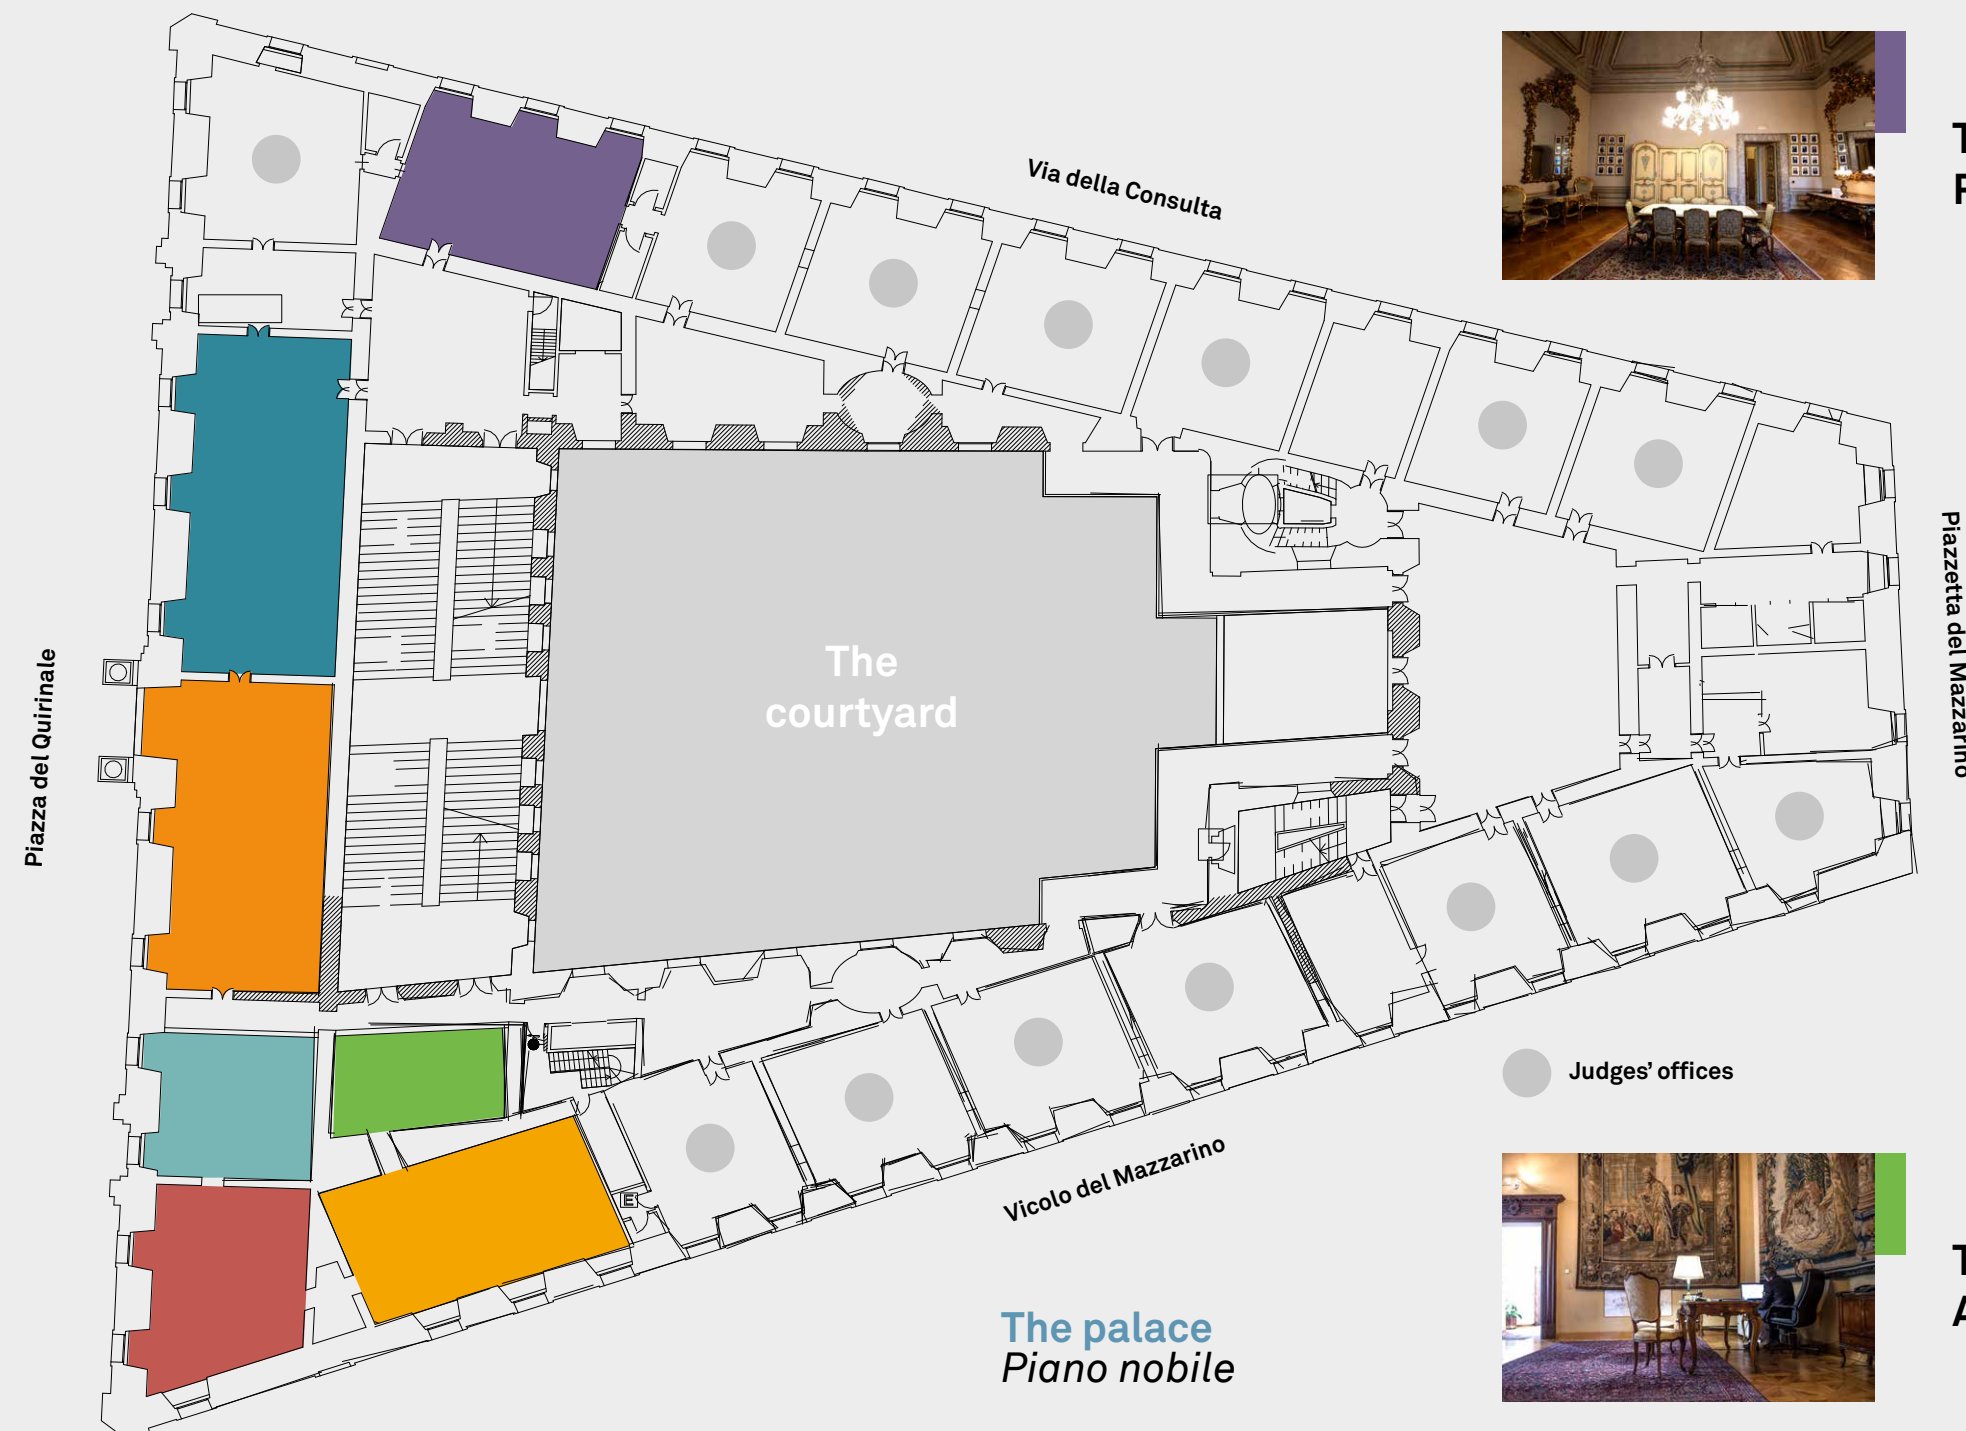 Via della Consulta
Piazza del Quirinale
The
courtyard
Piazzetta del Mazzarino
Judges’ offices
Vicolo del Mazzarino
The palace
Piano nobile